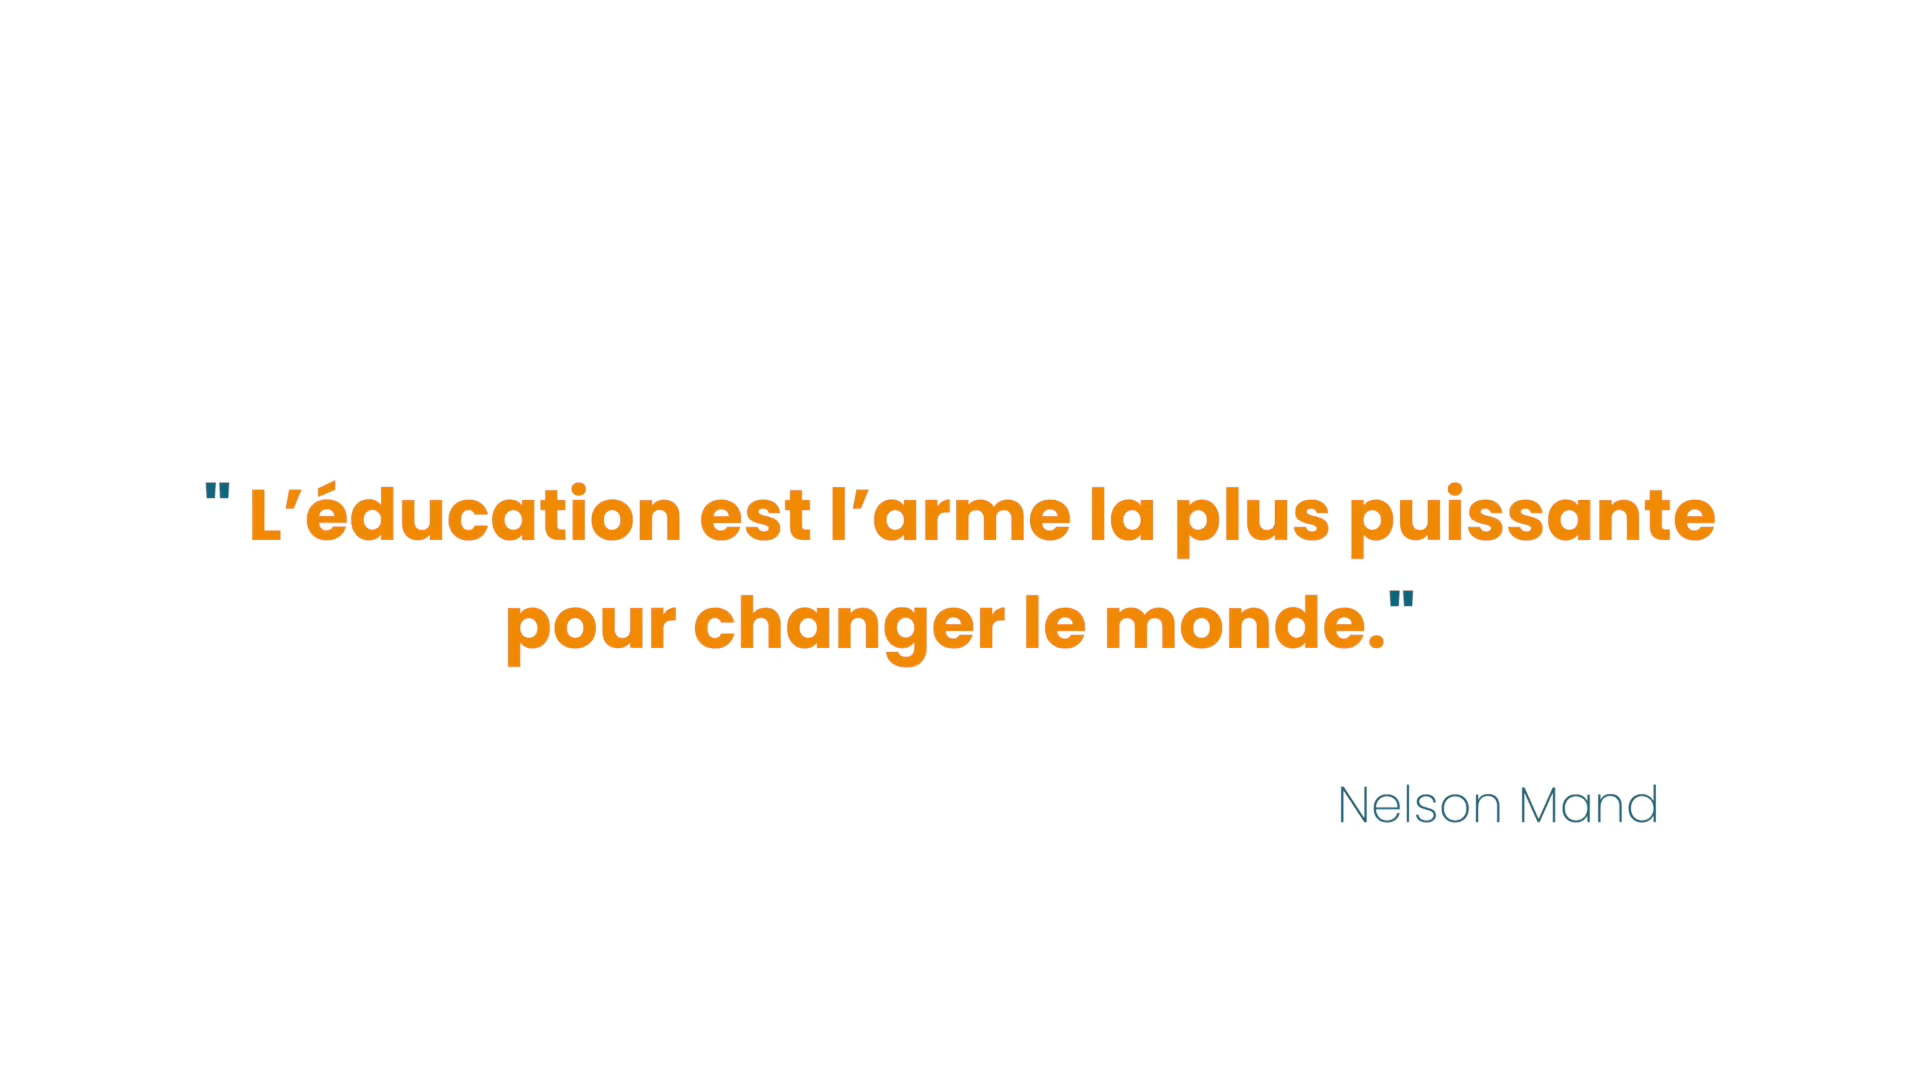 " L’éducation est l’arme la plus puissante
pour changer le monde."
Nelson Mand